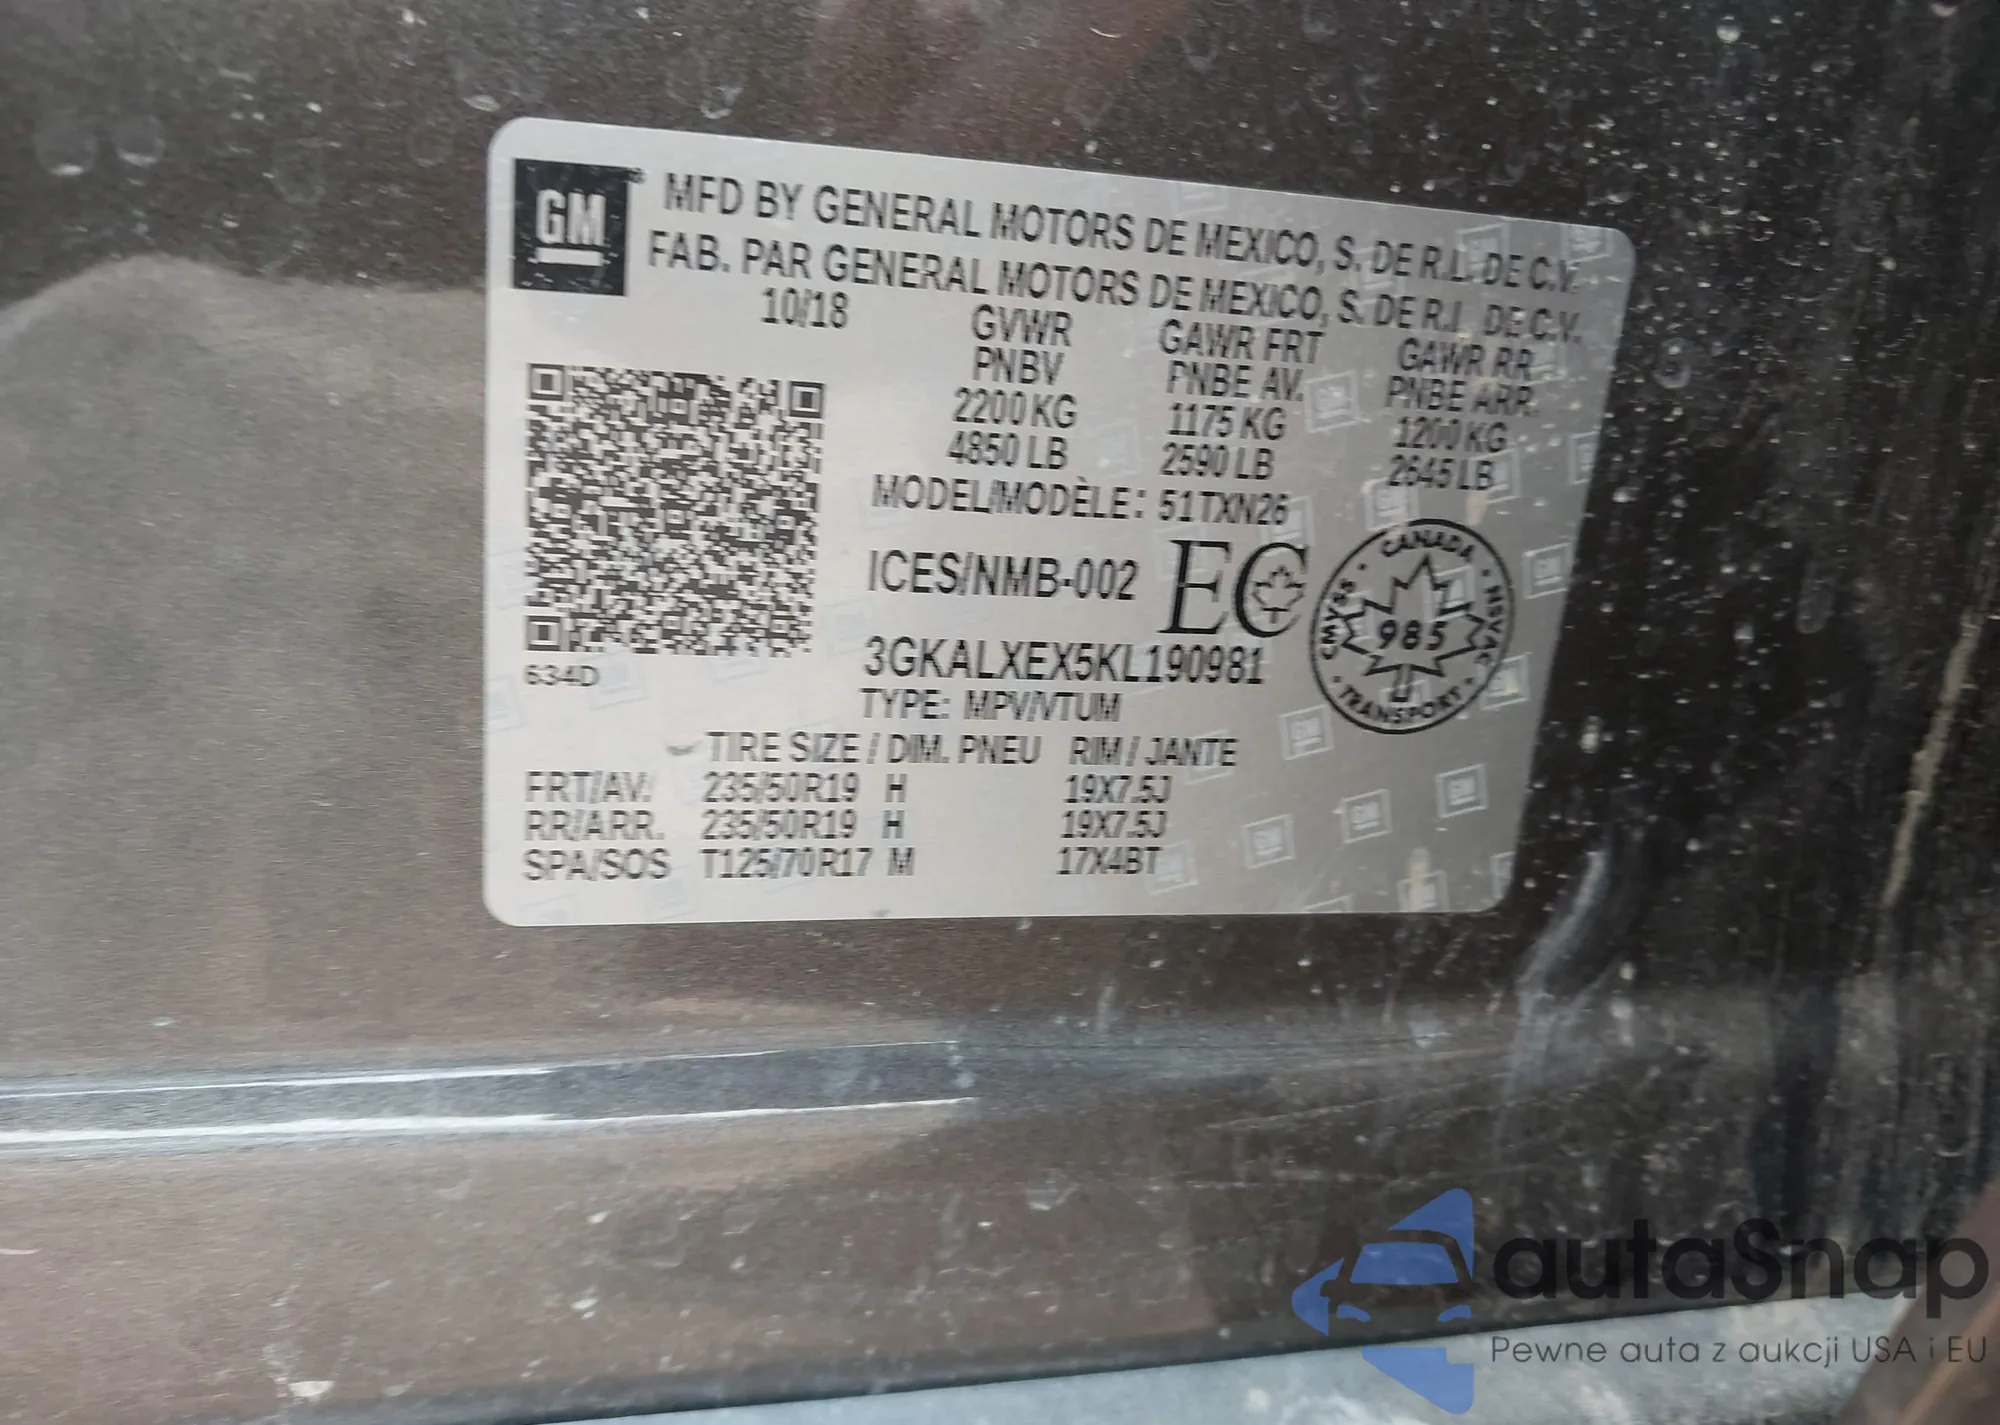 GM
MFD BY GENERAL MOTORS DE MEXICO, S. DE R.L. DE C.V.
FAB. PAR GENERAL MOTORS DE MEXICO, S. DE R.L. DE C.V.
10/18 GVWR GAWR FRT GAWR RR
PNBV PNBE AV. PNBE ARR.
2200 KG 1175 KG 1200 KG
4850 LB 2590 LB 2645 LB
MODEL/MODÈLE: 51TXN26
ICES/NMB-002 EC
CANADA
CMVSS · NSVAC
985
TRANSPORT
3GKALXEX5KL190981
634D
TYPE: MPV/VTUM
TIRE SIZE / DIM. PNEU RIM / JANTE
FRT/AV. 235/50R19 H 19X7.5J
RR/ARR. 235/50R19 H 19X7.5J
SPA/SOS T125/70R17 M 17X4BT
autaSnap
Pewne auta z aukcji USA i EU